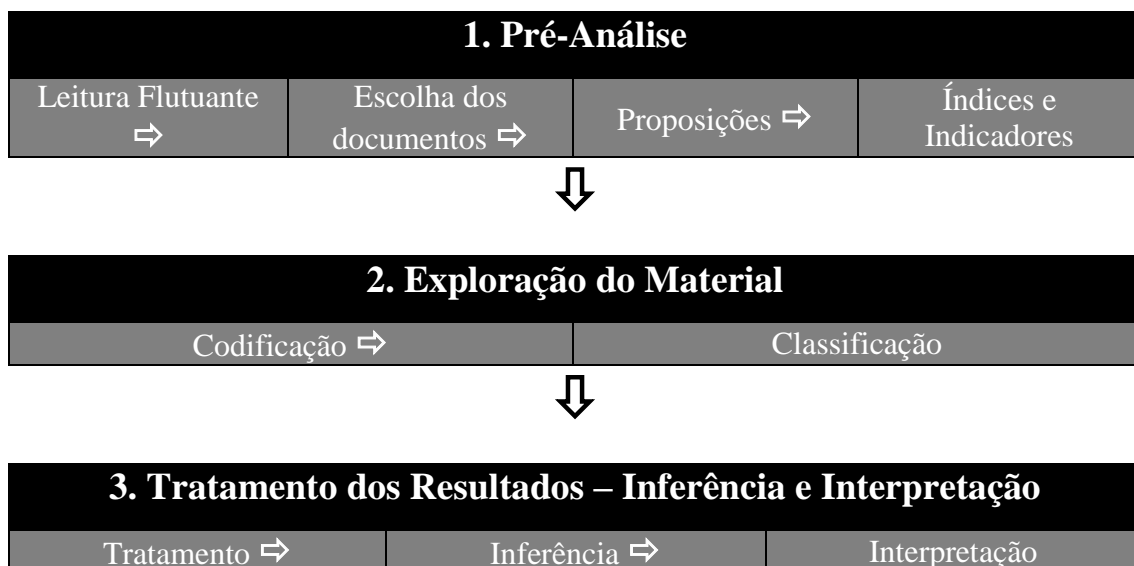 1. Pré-Análise
Leitura Flutuante ⇨
Escolha dos
documentos ⇨
Proposições ⇨
Índices e
Indicadores
⇩
2. Exploração do Material
Codificação ⇨
Classificação
⇩
3. Tratamento dos Resultados – Inferência e Interpretação
Tratamento ⇨
Inferência ⇨
Interpretação